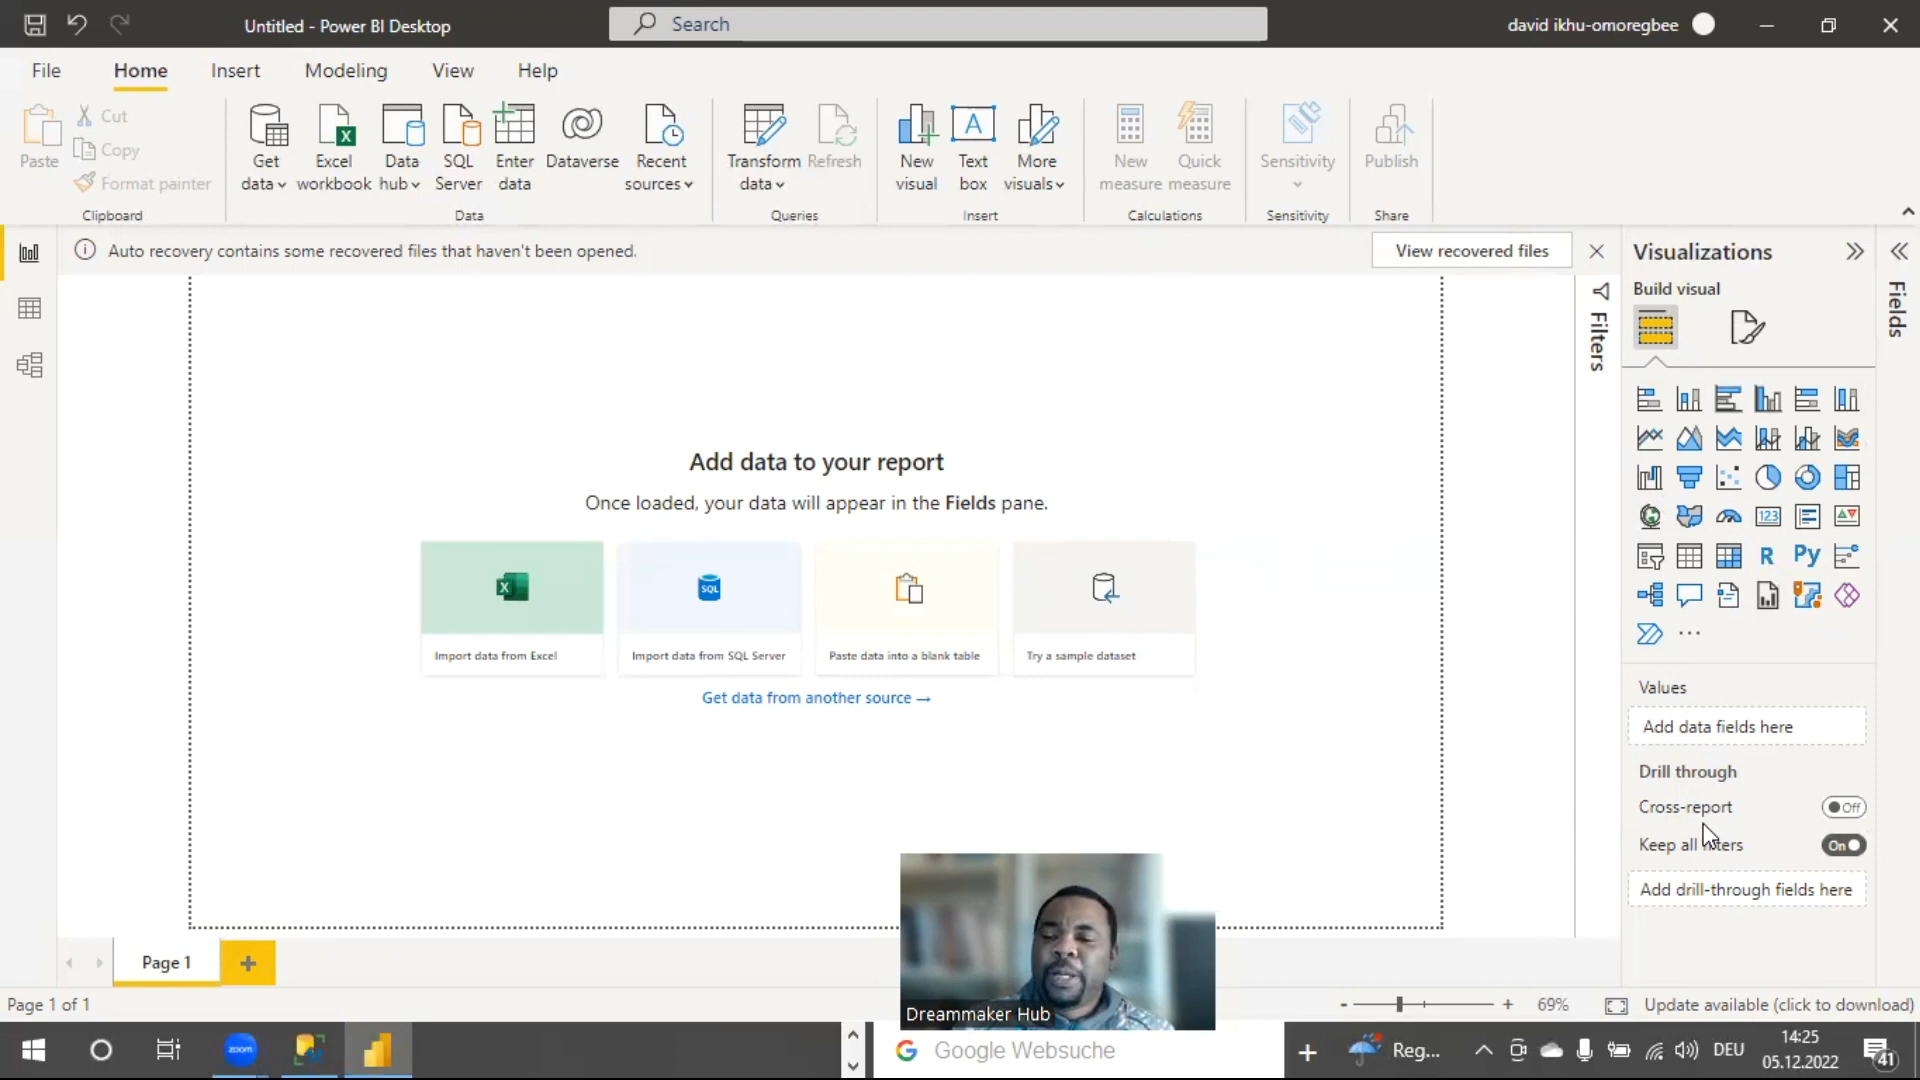 Untitled - Power BI Desktop
Search
david ikhu-omoregbee
File Home Insert Modeling View Help
Paste
Cut
Copy
Format painter
Clipboard
Get data
Excel workbook
Data hub
SQL Server
Enter data
Dataverse
Recent sources
Data
Transform data
Refresh
Queries
New visual
Text box
More visuals
Insert
New measure
Quick measure
Calculations
Sensitivity
Sensitivity
Publish
Share
Auto recovery contains some recovered files that haven't been opened.
View recovered files
Filters
Visualizations
Build visual
Fields
Add data to your report
Once loaded, your data will appear in the Fields pane.
SQL
Import data from Excel
Import data from SQL Server
Paste data into a blank table
Try a sample dataset
Get data from another source →
123
R
Py
...
Values
Add data fields here
Drill through
Cross-report
Off
Keep all filters
On
Add drill-through fields here
Dreammaker Hub
Page 1
Page 1 of 1
- + 69%
Update available (click to download)
zoom
Google Websuche
Reg...
DEU
14:25
05.12.2022
41